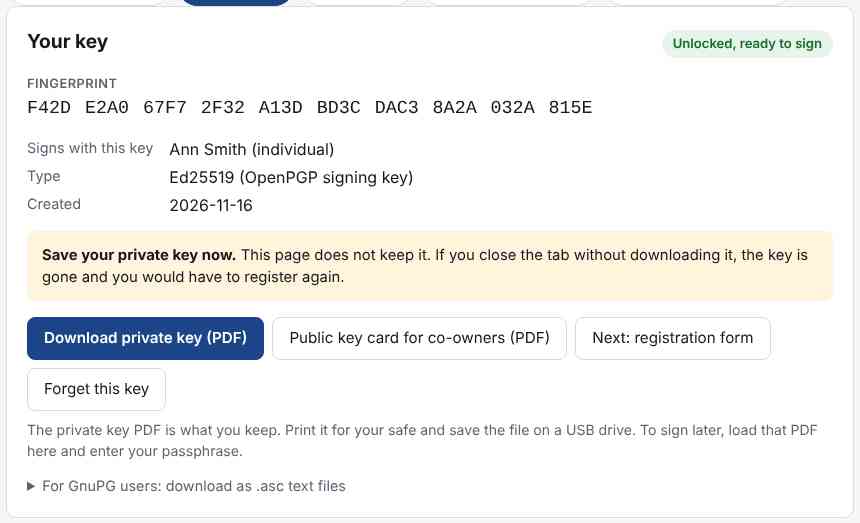 Your key
Unlocked, ready to sign
FINGERPRINT
F42D E2A0 67F7 2F32 A13D BD3C DAC3 8A2A 032A 815E
Signs with this key Ann Smith (individual)
Type Ed25519 (OpenPGP signing key)
Created 2026-11-16
Save your private key now. This page does not keep it. If you close the tab without downloading it, the key is
gone and you would have to register again.
Download private key (PDF)
Public key card for co-owners (PDF)
Next: registration form
Forget this key
The private key PDF is what you keep. Print it for your safe and save the file on a USB drive. To sign later, load that PDF
here and enter your passphrase.
▶ For GnuPG users: download as .asc text files